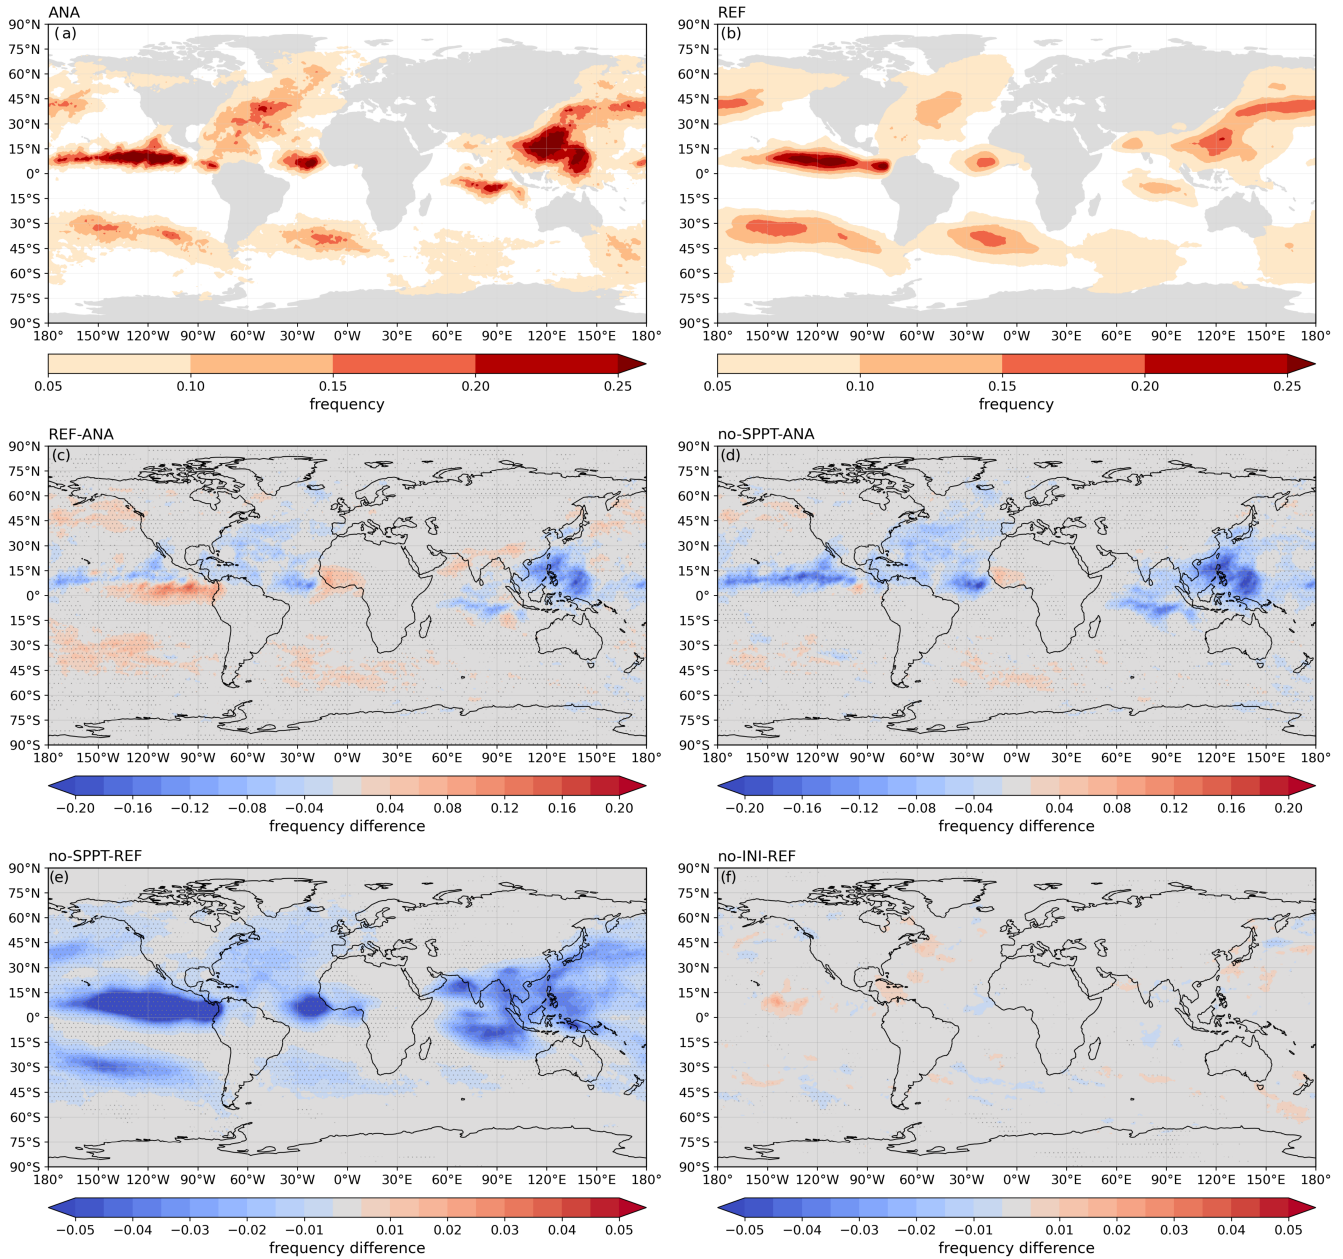 ANA
(a)
90°N
75°N
60°N
45°N
30°N
15°N
0°
15°S
30°S
45°S
60°S
75°S
90°S
180° 150°W 120°W 90°W 60°W 30°W 0°W 30°E 60°E 90°E 120°E 150°E 180°
0.05 0.10 0.15 0.20 0.25
frequency
REF
(b)
90°N
75°N
60°N
45°N
30°N
15°N
0°
15°S
30°S
45°S
60°S
75°S
90°S
180° 150°W 120°W 90°W 60°W 30°W 0°W 30°E 60°E 90°E 120°E 150°E 180°
0.05 0.10 0.15 0.20 0.25
frequency
REF-ANA
(c)
90°N
75°N
60°N
45°N
30°N
15°N
0°
15°S
30°S
45°S
60°S
75°S
90°S
180° 150°W 120°W 90°W 60°W 30°W 0°W 30°E 60°E 90°E 120°E 150°E 180°
−0.20 −0.16 −0.12 −0.08 −0.04 0.04 0.08 0.12 0.16 0.20
frequency difference
no-SPPT-ANA
(d)
90°N
75°N
60°N
45°N
30°N
15°N
0°
15°S
30°S
45°S
60°S
75°S
90°S
180° 150°W 120°W 90°W 60°W 30°W 0°W 30°E 60°E 90°E 120°E 150°E 180°
−0.20 −0.16 −0.12 −0.08 −0.04 0.04 0.08 0.12 0.16 0.20
frequency difference
no-SPPT-REF
(e)
90°N
75°N
60°N
45°N
30°N
15°N
0°
15°S
30°S
45°S
60°S
75°S
90°S
180° 150°W 120°W 90°W 60°W 30°W 0°W 30°E 60°E 90°E 120°E 150°E 180°
−0.05 −0.04 −0.03 −0.02 −0.01 0.01 0.02 0.03 0.04 0.05
frequency difference
no-INI-REF
(f)
90°N
75°N
60°N
45°N
30°N
15°N
0°
15°S
30°S
45°S
60°S
75°S
90°S
180° 150°W 120°W 90°W 60°W 30°W 0°W 30°E 60°E 90°E 120°E 150°E 180°
−0.05 −0.04 −0.03 −0.02 −0.01 0.01 0.02 0.03 0.04 0.05
frequency difference